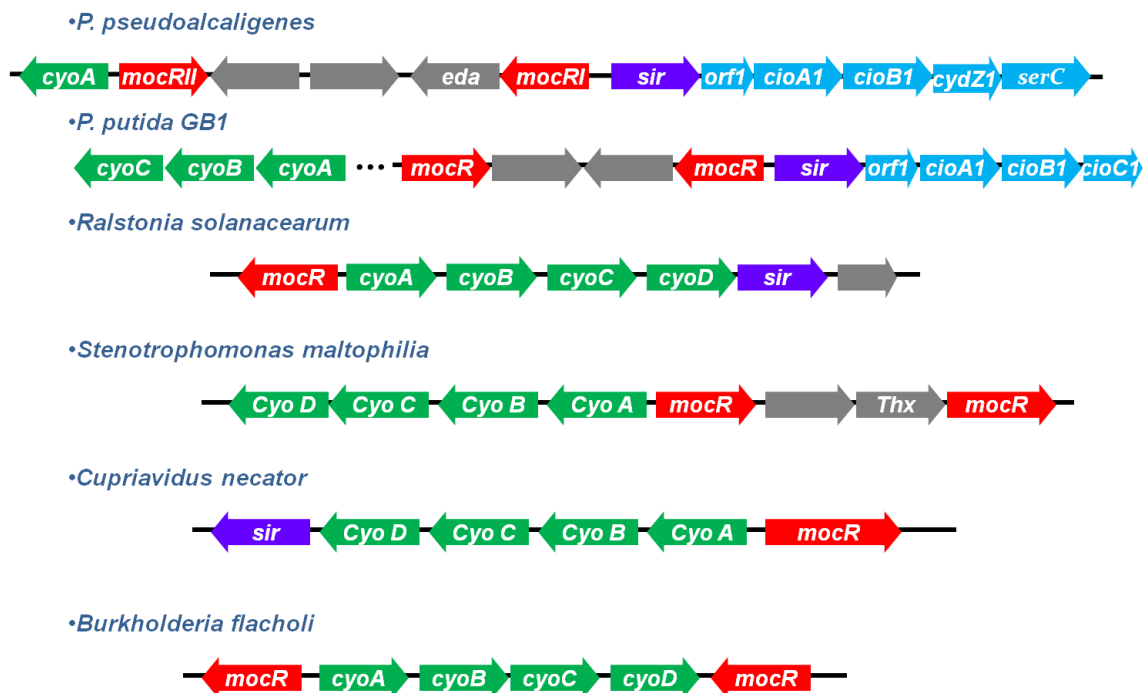 •P. pseudoalcaligenes
cyoA mocRII eda mocRI sir orf1 cioA1 cioB1 cydZ1 serC
•P. putida GB1
cyoC cyoB cyoA ... mocR mocR sir orf1 cioA1 cioB1 cioC1
•Ralstonia solanacearum
mocR cyoA cyoB cyoC cyoD sir
•Stenotrophomonas maltophilia
Cyo D Cyo C Cyo B Cyo A mocR Thx mocR
•Cupriavidus necator
sir Cyo D Cyo C Cyo B Cyo A mocR
•Burkholderia flacholi
mocR cyoA cyoB cyoC cyoD mocR